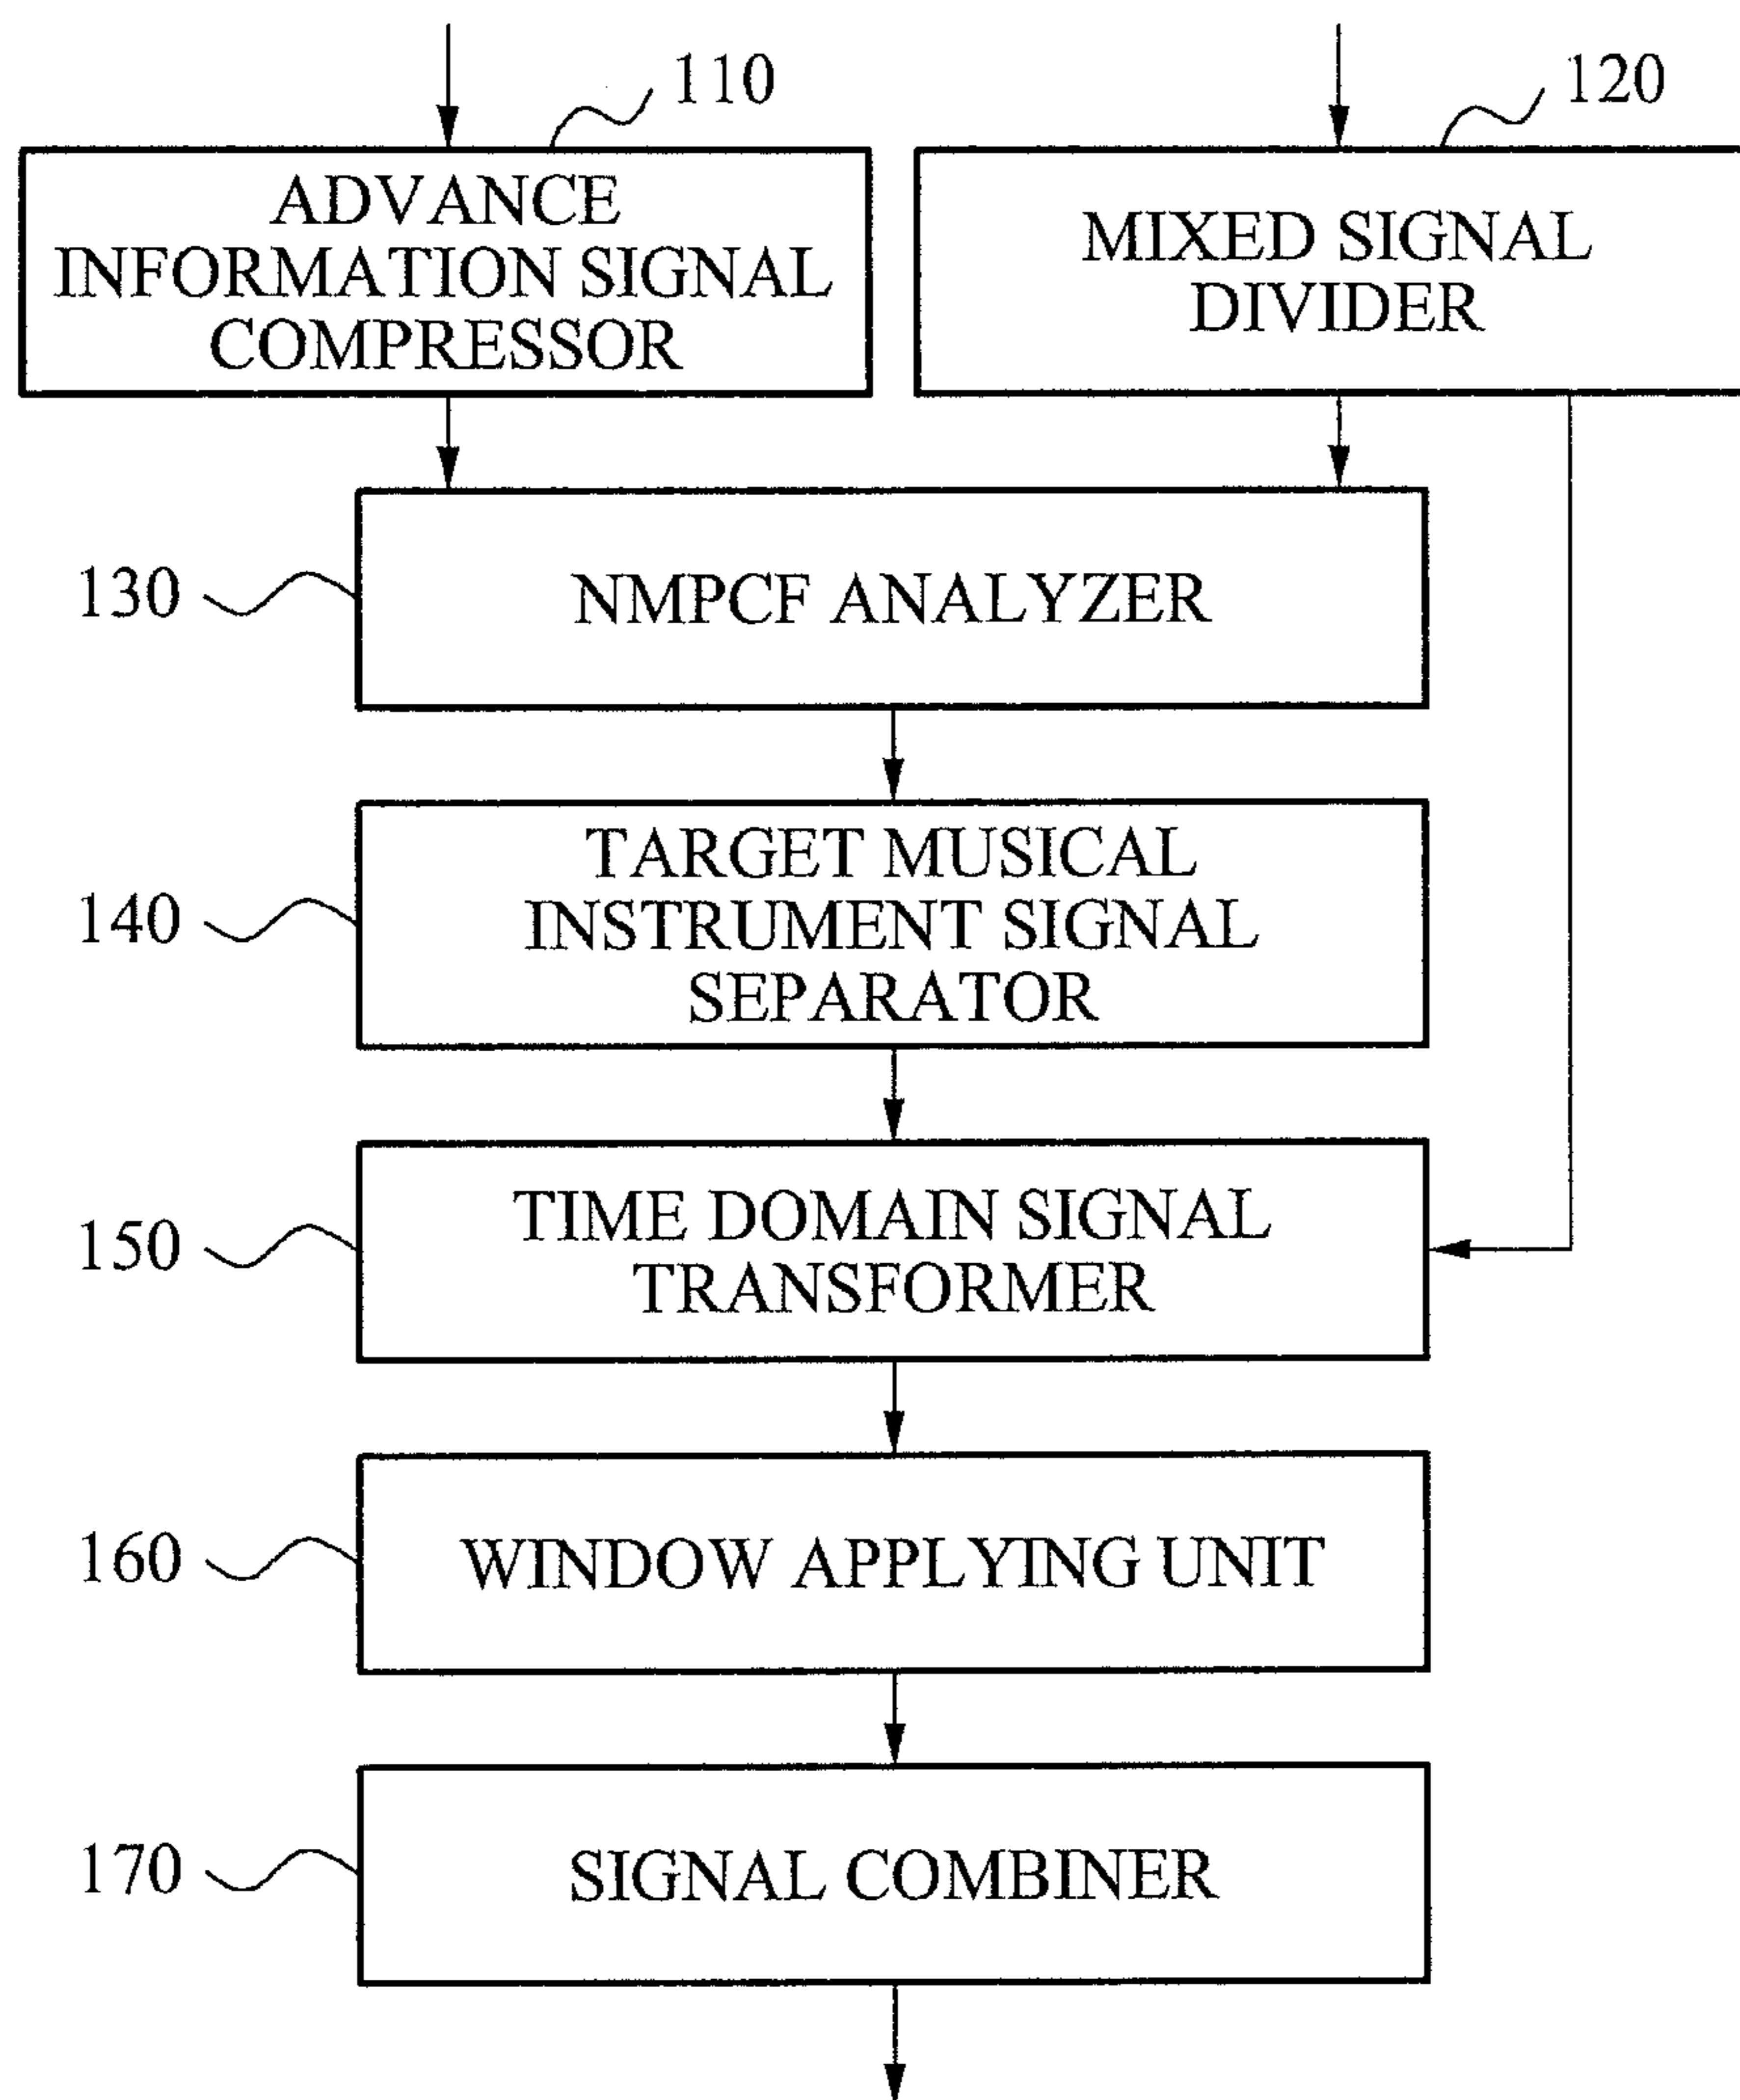 110
120
ADVANCE
INFORMATION SIGNAL
COMPRESSOR
MIXED SIGNAL
DIVIDER
130
NMPCF ANALYZER
140
TARGET MUSICAL
INSTRUMENT SIGNAL
SEPARATOR
150
TIME DOMAIN SIGNAL
TRANSFORMER
160
WINDOW APPLYING UNIT
170
SIGNAL COMBINER